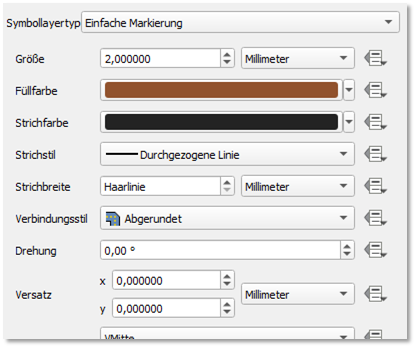 Symbollayertyp Einfache Markierung
Größe 2,000000 Millimeter
Füllfarbe
Strichfarbe
Strichstil Durchgezogene Linie
Strichbreite Haarlinie Millimeter
Verbindungsstil Abgerundet
Drehung 0,00 °
x 0,000000
Versatz Millimeter
y 0,000000
VMitte